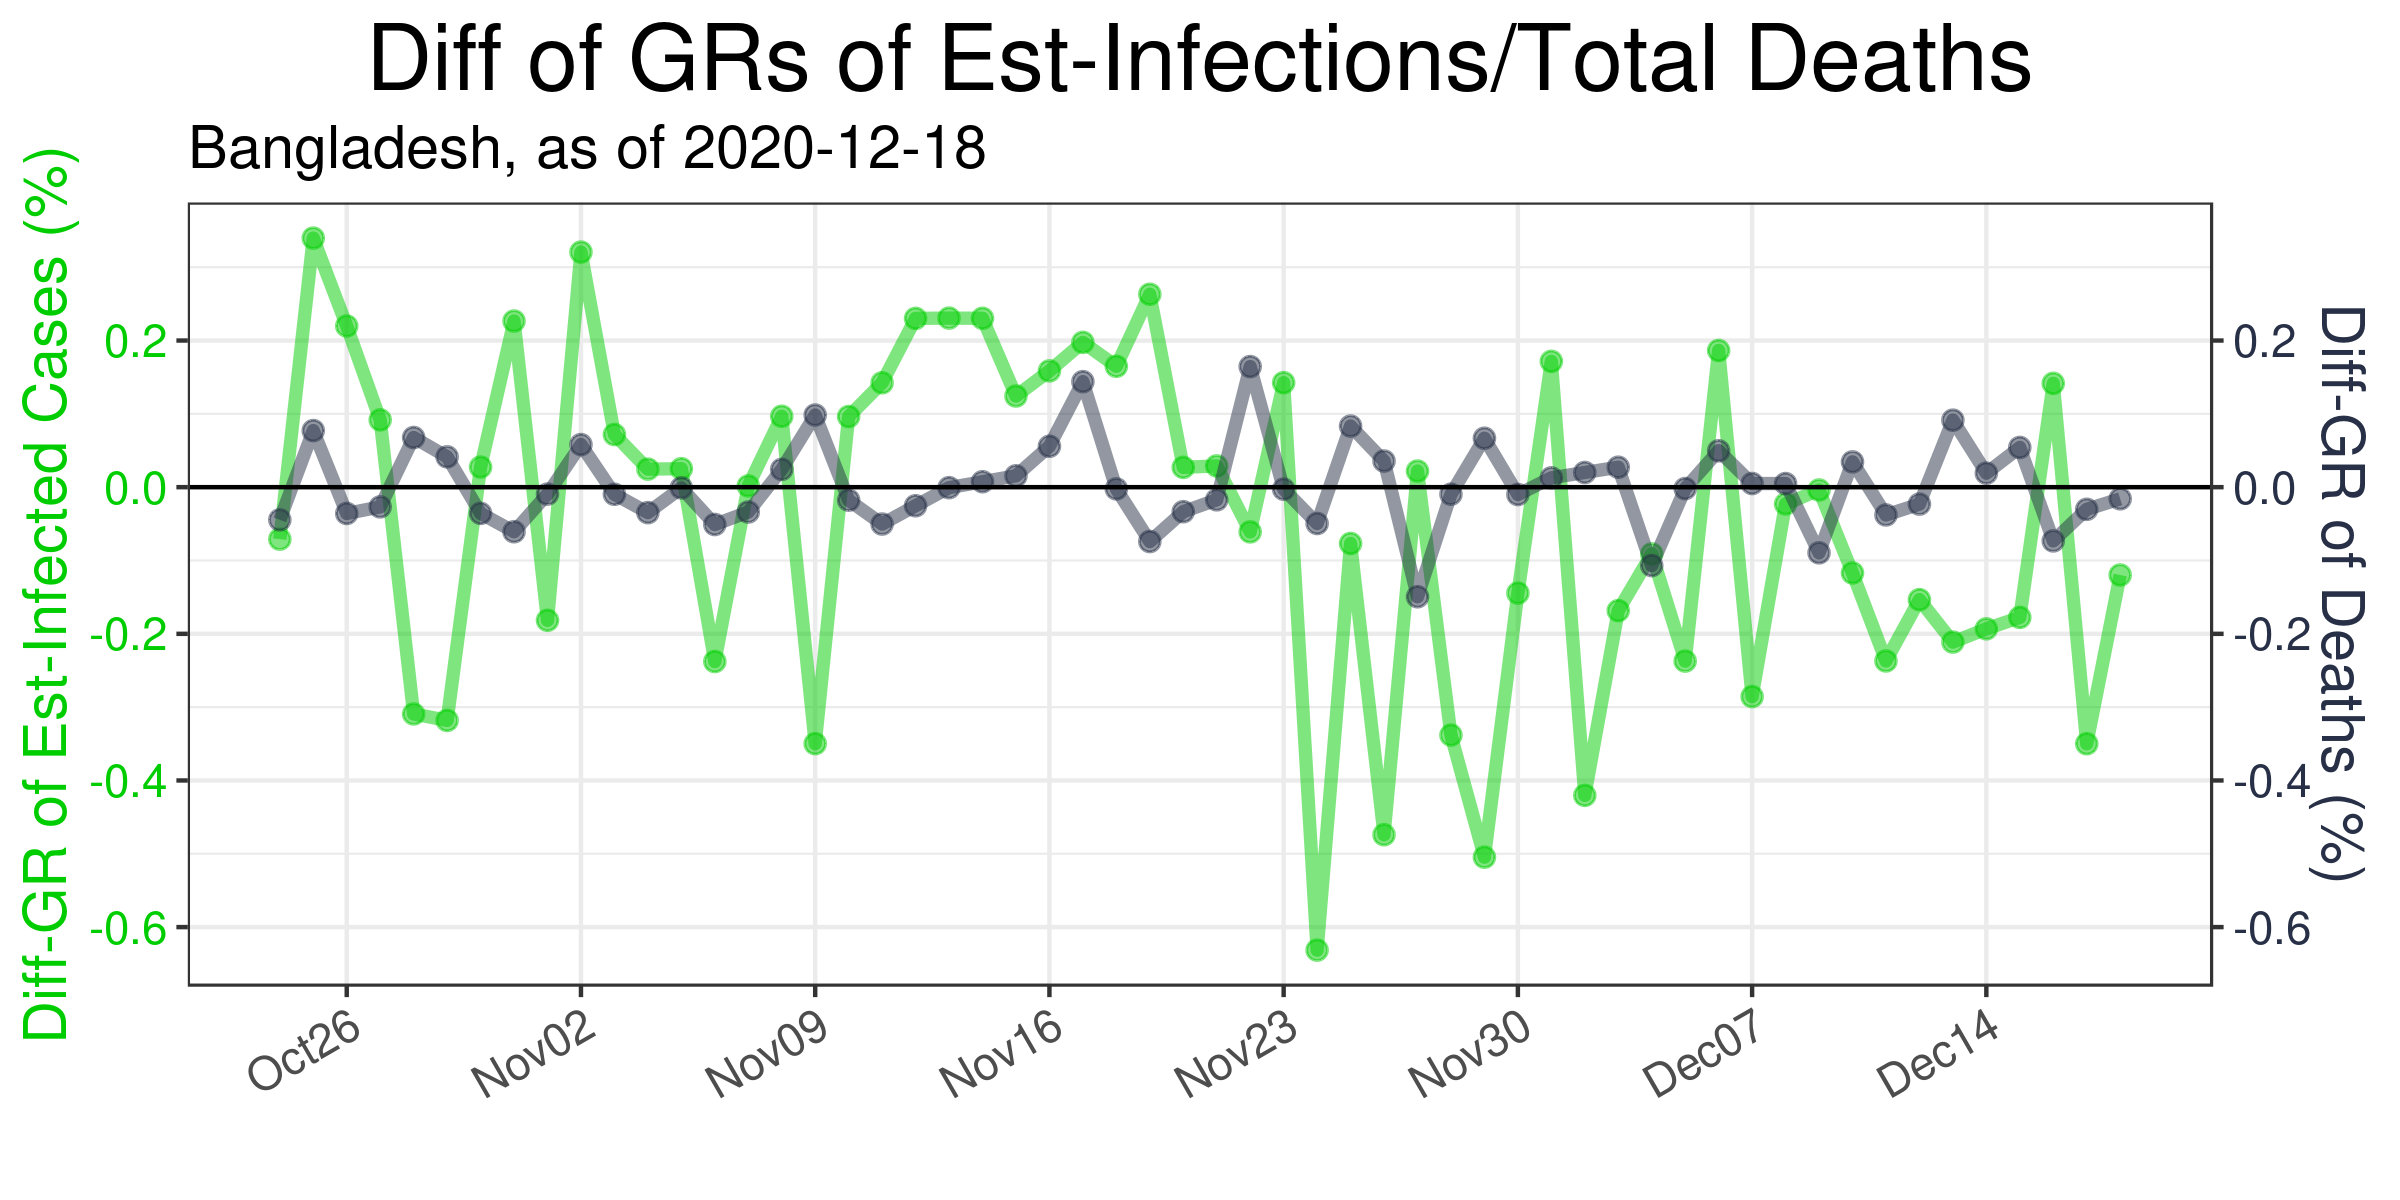 Diff of GRs of Est-Infections/Total Deaths
Bangladesh, as of 2020-12-18
Diff-GR of Est-Infected Cases (%)
0.2
0.0
-0.2
-0.4
-0.6
0.2
0.0
-0.2
-0.4
-0.6
Diff-GR of Deaths (%)
Oct26
Nov02
Nov09
Nov16
Nov23
Nov30
Dec07
Dec14